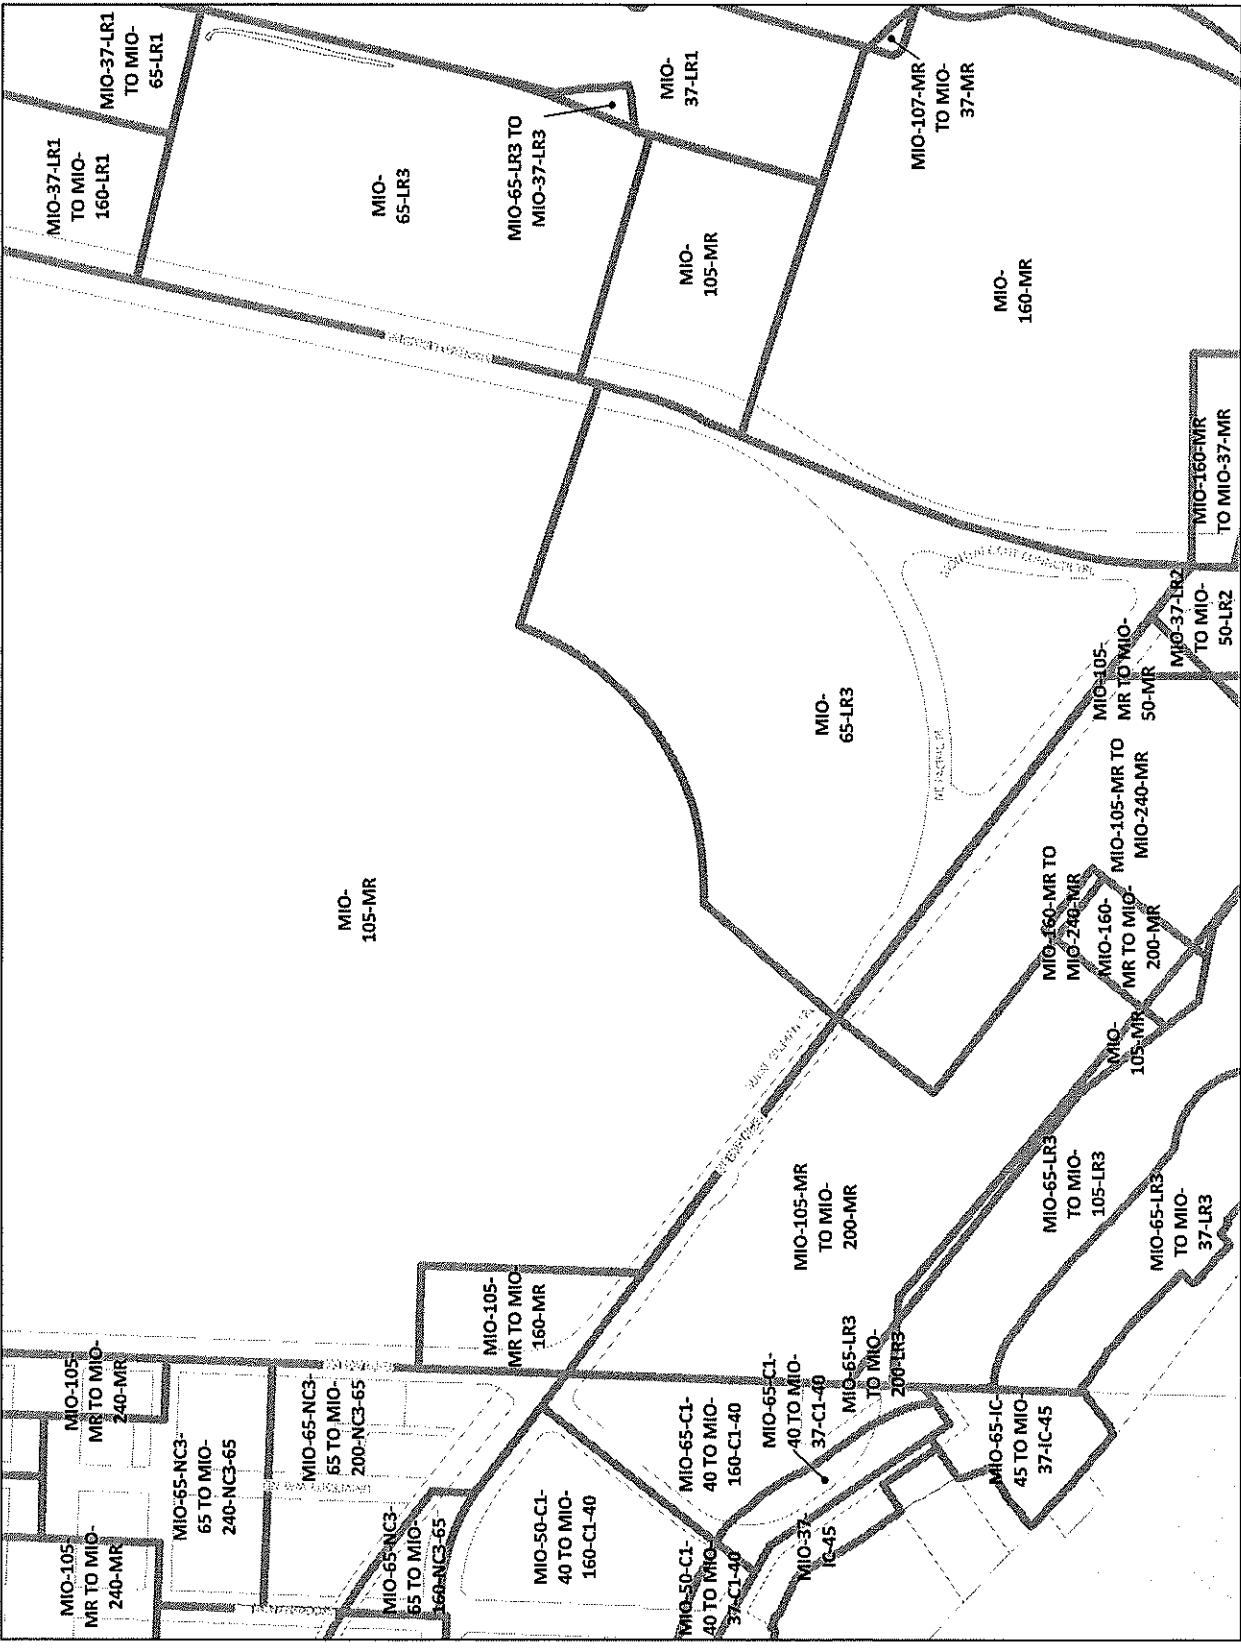 MIO-37-LR1
TO MIO-
160-LR1
MIO-37-LR1
TO MIO-
65-LR1
MIO-
65-LR3
MIO-65-LR3 TO
MIO-37-LR3
MIO-
37-LR1
MIO-107-MR
TO MIO-
37-MR
MIO-
105-MR
MIO-
160-MR
MIO-160-MR
TO MIO-37-MR
MIO-
105-MR
MIO-
65-LR3
MIO-37-LR2
TO MIO-
50-LR2
MIO-105-
MR TO MIO-
50-MR
MIO-105-MR TO
MIO-240-MR
MIO-160-MR TO
MIO-240-MR
MIO-160-
MR TO MIO-
200-MR
MIO-
105-MR
MIO-105-MR
TO MIO-
200-MR
MIO-65-LR3
TO MIO-
105-LR3
MIO-65-LR3
TO MIO-
37-LR3
MIO-105-
MR TO MIO-
160-MR
MIO-105-
MR TO MIO-
240-MR
MIO-65-NC3-
65 TO MIO-
200-NC3-65
MIO-65-NC3-
65 TO MIO-
240-NC3-65
MIO-105-
MR TO MIO-
240-MR
MIO-65-NC3-
65 TO MIO-
160-NC3-65
MIO-50-C1-
40 TO MIO-
160-C1-40
MIO-65-C1-
40 TO MIO-
160-C1-40
MIO-65-C1-
40 TO MIO-
37-C1-40
MIO-65-LR3
TO MIO-
200-LR3
MIO-50-C1-
40 TO MIO-
37-C1-40
MIO-37-
IC-45
MIO-65-IC-
45 TO MIO-
37-IC-45